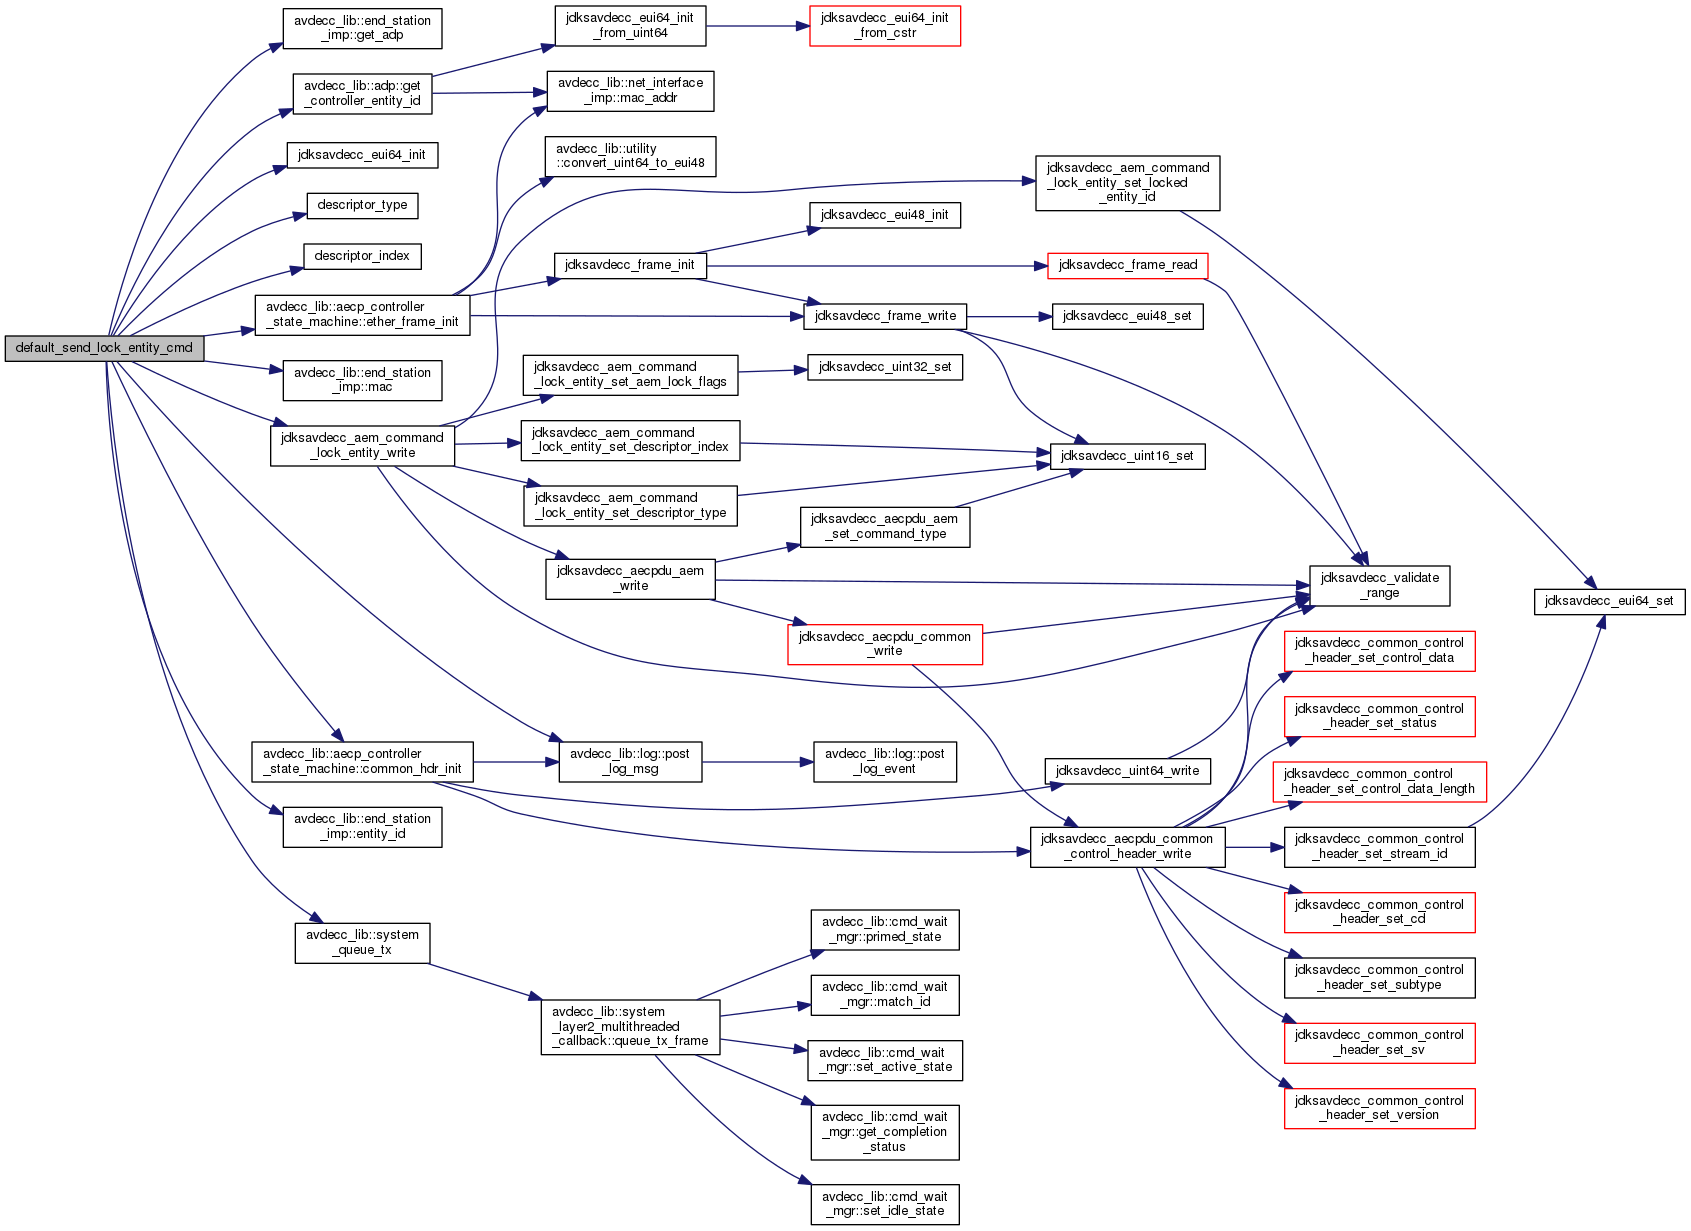 default_send_lock_entity_cmd
avdecc_lib::end_station
_imp::get_adp
avdecc_lib::adp::get
_controller_entity_id
jdksavdecc_eui64_init
descriptor_type
descriptor_index
avdecc_lib::aecp_controller
_state_machine::ether_frame_init
avdecc_lib::end_station
_imp::mac
jdksavdecc_aem_command
_lock_entity_write
avdecc_lib::aecp_controller
_state_machine::common_hdr_init
avdecc_lib::end_station
_imp::entity_id
avdecc_lib::system
_queue_tx
jdksavdecc_eui64_init
_from_uint64
avdecc_lib::net_interface
_imp::mac_addr
avdecc_lib::utility
::convert_uint64_to_eui48
jdksavdecc_frame_init
jdksavdecc_aem_command
_lock_entity_set_aem_lock_flags
jdksavdecc_aem_command
_lock_entity_set_descriptor_index
jdksavdecc_aem_command
_lock_entity_set_descriptor_type
jdksavdecc_aecpdu_aem
_write
avdecc_lib::log::post
_log_msg
avdecc_lib::system
_layer2_multithreaded
_callback::queue_tx_frame
jdksavdecc_eui64_init
_from_cstr
jdksavdecc_eui48_init
jdksavdecc_frame_write
jdksavdecc_uint32_set
jdksavdecc_aecpdu_aem
_set_command_type
jdksavdecc_aecpdu_common
_write
avdecc_lib::log::post
_log_event
avdecc_lib::cmd_wait
_mgr::primed_state
avdecc_lib::cmd_wait
_mgr::match_id
avdecc_lib::cmd_wait
_mgr::set_active_state
avdecc_lib::cmd_wait
_mgr::get_completion
_status
avdecc_lib::cmd_wait
_mgr::set_idle_state
jdksavdecc_aem_command
_lock_entity_set_locked
_entity_id
jdksavdecc_frame_read
jdksavdecc_eui48_set
jdksavdecc_uint16_set
jdksavdecc_uint64_write
jdksavdecc_aecpdu_common
_control_header_write
jdksavdecc_validate
_range
jdksavdecc_common_control
_header_set_control_data
jdksavdecc_common_control
_header_set_status
jdksavdecc_common_control
_header_set_control_data_length
jdksavdecc_common_control
_header_set_stream_id
jdksavdecc_common_control
_header_set_cd
jdksavdecc_common_control
_header_set_subtype
jdksavdecc_common_control
_header_set_sv
jdksavdecc_common_control
_header_set_version
jdksavdecc_eui64_set